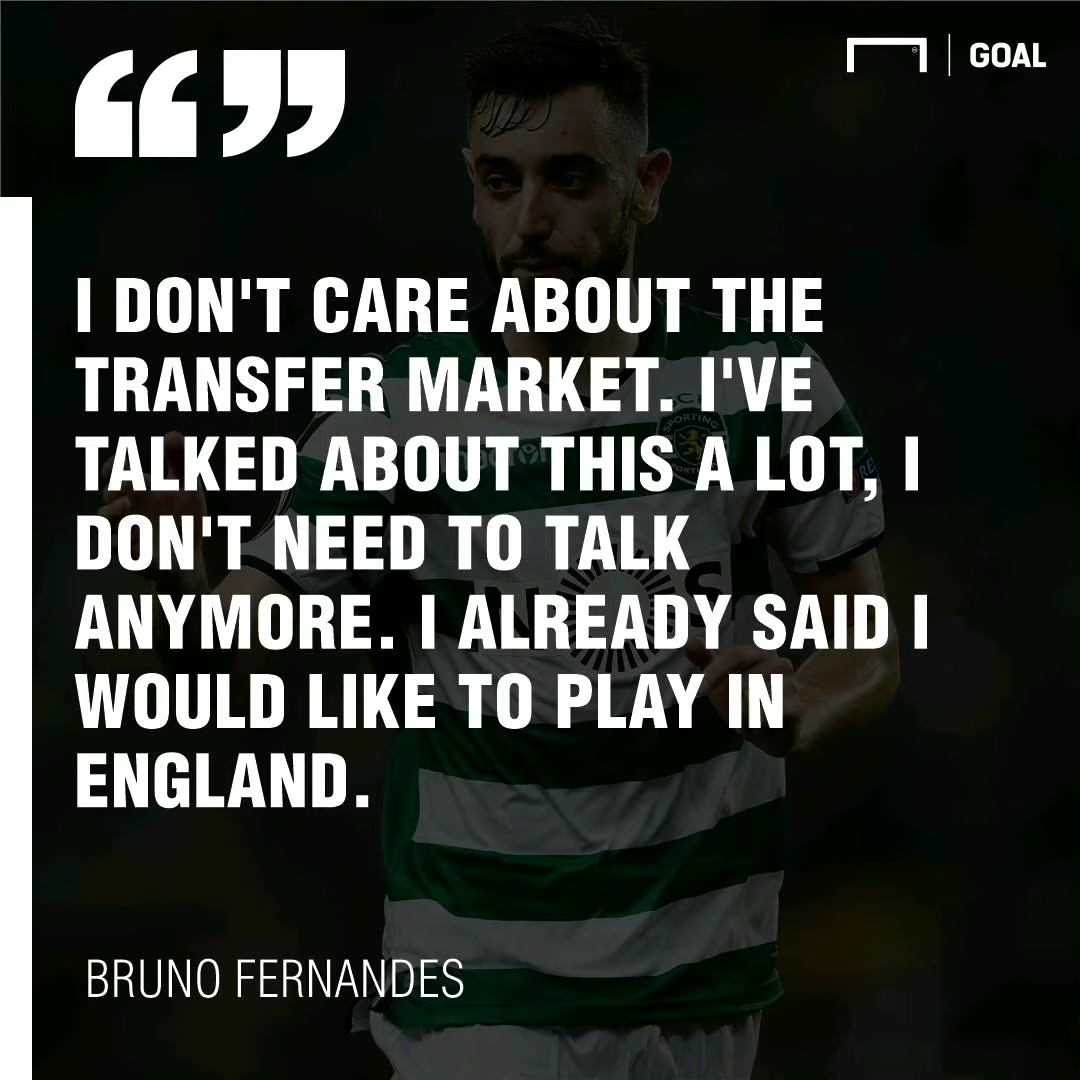 GOAL
I DON'T CARE ABOUT THE
TRANSFER MARKET. I'VE
TALKED ABOUT THIS A LOT, I
DON'T NEED TO TALK
ANYMORE. I ALREADY SAID I
WOULD LIKE TO PLAY IN
ENGLAND.
SPORTING
BRUNO FERNANDES